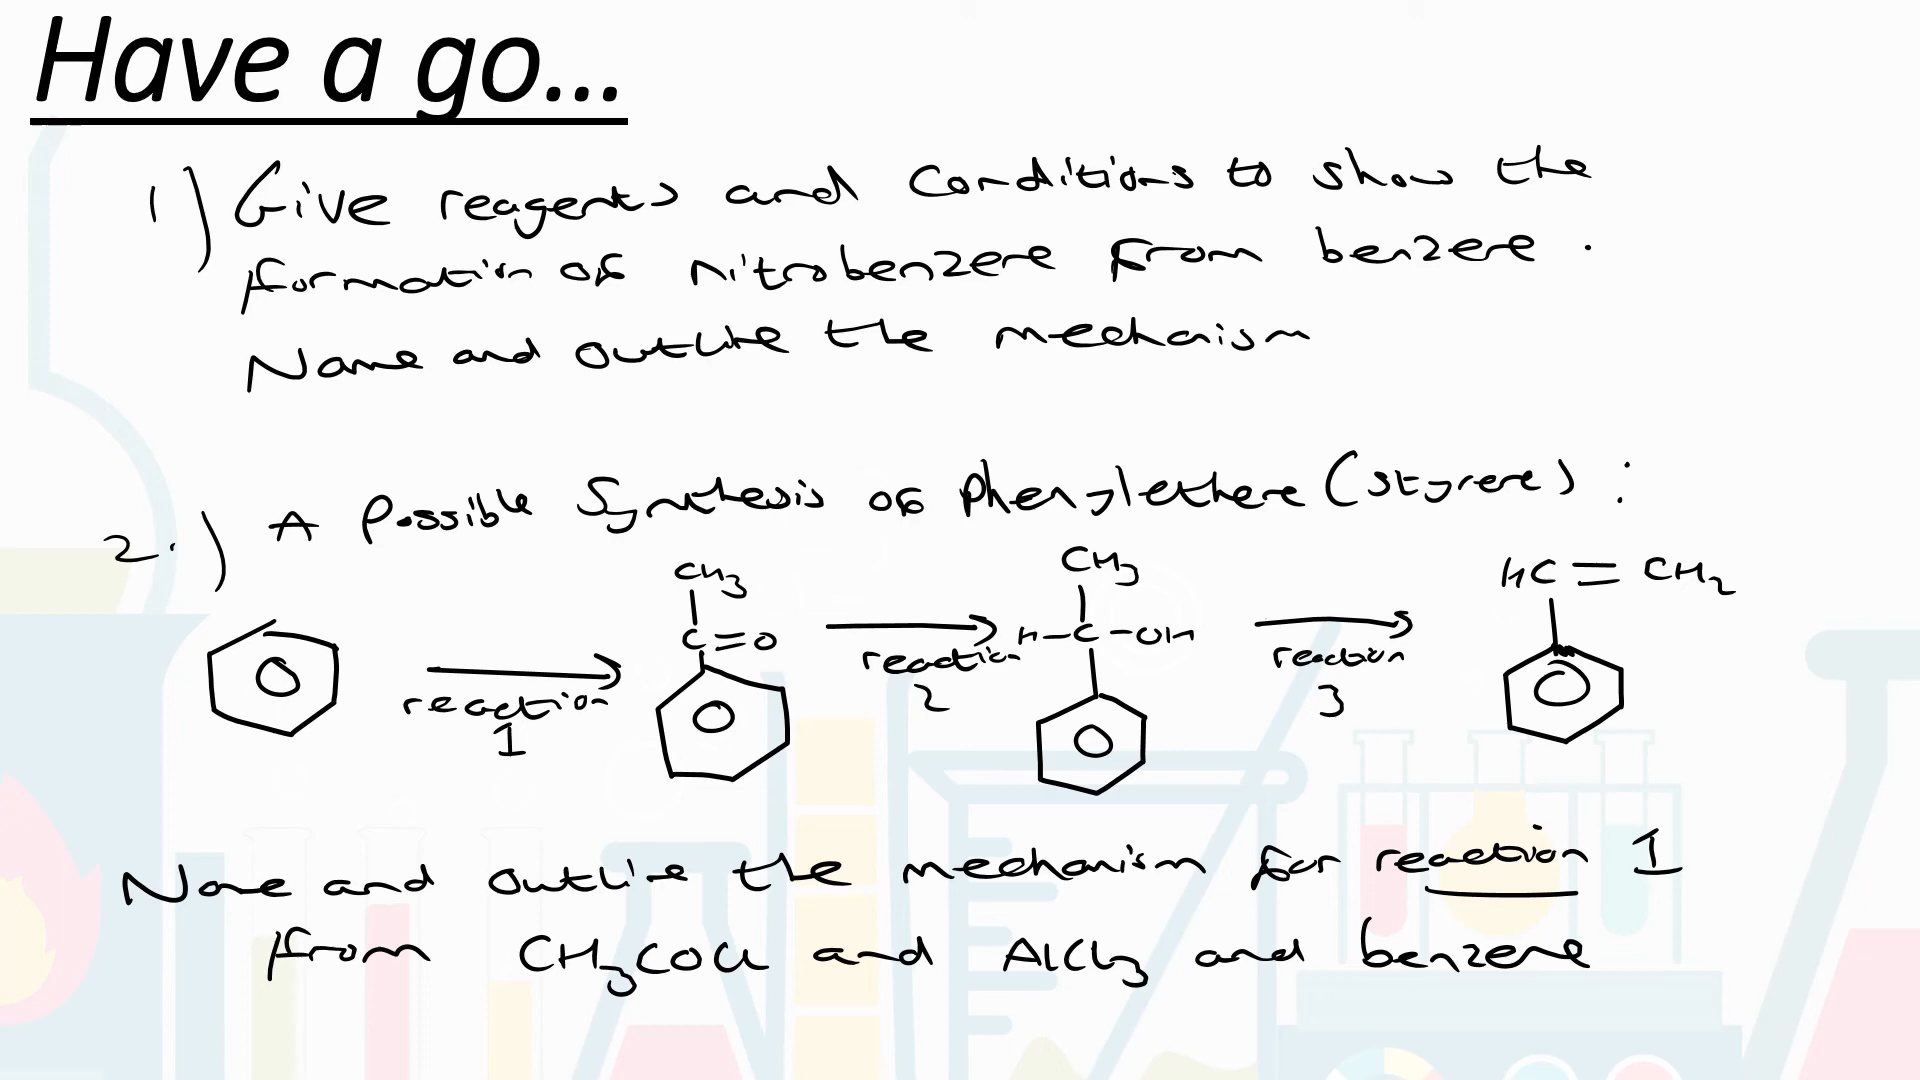 Have a go...
1) Give reagents and conditions to show the
formation of nitrobenzene from benzene.
Name and outline the mechanism
2.) A possible synthesis of phenylethene (styrene):
CH3
C=O
CH3
H-C-OH
HC=CH2
reaction 1
reaction 2
reaction 3
Name and outline the mechanism for reaction 1
from CH3COCl and AlCl3 and benzene